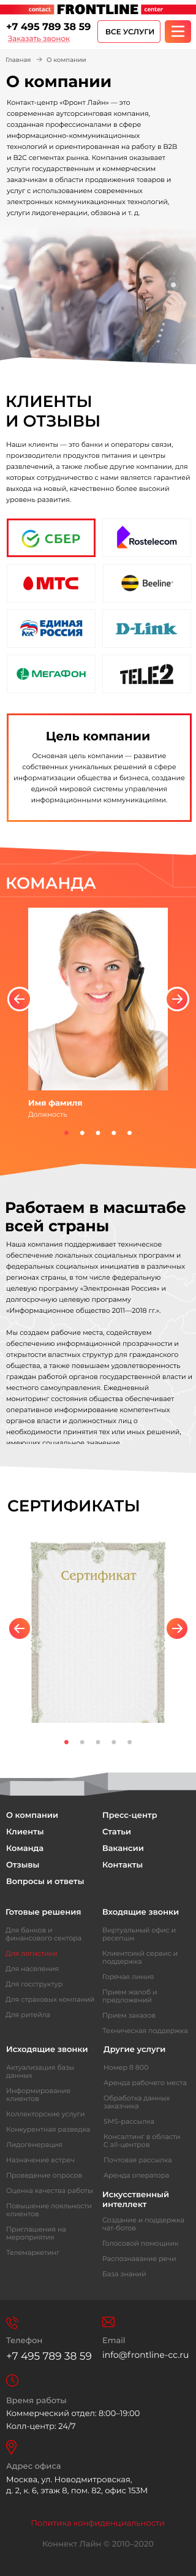 contact FRONTLINE center
+7 495 789 38 59
Заказать звонок
ВСЕ УСЛУГИ
Главная → О компании
О компании
Контакт-центр «Фронт Лайн» — это
современная аутсорсинговая компания,
созданная профессионалами в сфере
информационно-коммуникационных
технологий и ориентированная на работу в B2B
и B2C сегментах рынка. Компания оказывает
услуги государственным и коммерческим
заказчикам в области продвижения товаров и
услуг с использованием современных
электронных коммуникационных технологий,
услуги лидогенерации, обзвона и т. д.
КЛИЕНТЫ
И ОТЗЫВЫ
Наши клиенты — это банки и операторы связи,
производители продуктов питания и центры
развлечений, а также любые другие компании, для
которых сотрудничество с нами является гарантией
выхода на новый, качественно более высокий
уровень развития.
СБЕР
Rostelecom
МТС
Beeline
ЕДИНАЯ
РОССИЯ
D-Link
МЕГАФОН
TELE2
Цель компании
Основная цель компании — развитие
собственных уникальных решений в сфере
информатизации общества и бизнеса, создание
единой мировой системы управления
информационными коммуникациями.
КОМАНДА
Имя фамиля
Должность
Работаем в масштабе
всей страны
Наша компания поддерживает техническое
обеспечение локальных социальных программ и
федеральных социальных инициатив в различных
регионах страны, в том числе федеральную
целевую программу «Электронная Россия» и
долгосрочную целевую программу
«Информационное общество 2011—2018 гг.».
Мы создаем рабочие места, содействуем
обеспечению информационной прозрачности и
открытости властных структур для гражданского
общества, а также повышаем удовлетворенность
граждан работой органов государственной власти и
местного самоуправления. Ежедневный
мониторинг состояния общества обеспечивает
оперативное информирование компетентных
органов власти и должностных лиц о
необходимости принятия тех или иных решений,
имеющих социальное значение.
СЕРТИФИКАТЫ
Сертификат
О компании
Клиенты
Команда
Отзывы
Вопросы и ответы
Пресс-центр
Статьи
Вакансии
Контакты
Готовые решения
Для банков и
финансового сектора
Для логистики
Для населения
Для госструктур
Для страховых компаний
Для ритейла
Входящие звонки
Виртуальный офис и
ресепшн
Клиентский сервис и
поддержка
Горячая линия
Прием жалоб и
предложений
Прием заказов
Техническая поддержка
Исходящие звонки
Актуализация базы
данных
Информирование
клиентов
Коллекторские услуги
Конкурентная разведка
Лидогенерация
Назначение встреч
Проведение опросов
Оценка качества работы
Повышение лояльности
клиентов
Приглашения на
мероприятия
Телемаркетинг
Другие услуги
Номер 8 800
Аренда рабочего места
Обработка данных
заказчика
SMS-рассылка
Консалтинг в области
Call-центров
Почтовая рассылка
Аренда оператора
Искусственный
интеллект
Создание и поддержка
чат-ботов
Голосовой помощник
Распознавание речи
База знаний
Телефон
+7 495 789 38 59
Email
info@frontline-cc.ru
Время работы
Коммерческий отдел: 8:00–19:00
Колл-центр: 24/7
Адрес офиса
Москва, ул. Новодмитровская,
д. 2, к. 6, этаж 8, пом. 82, офис 153М
Политика конфиденциальности
Коннект Лайн © 2010–2020